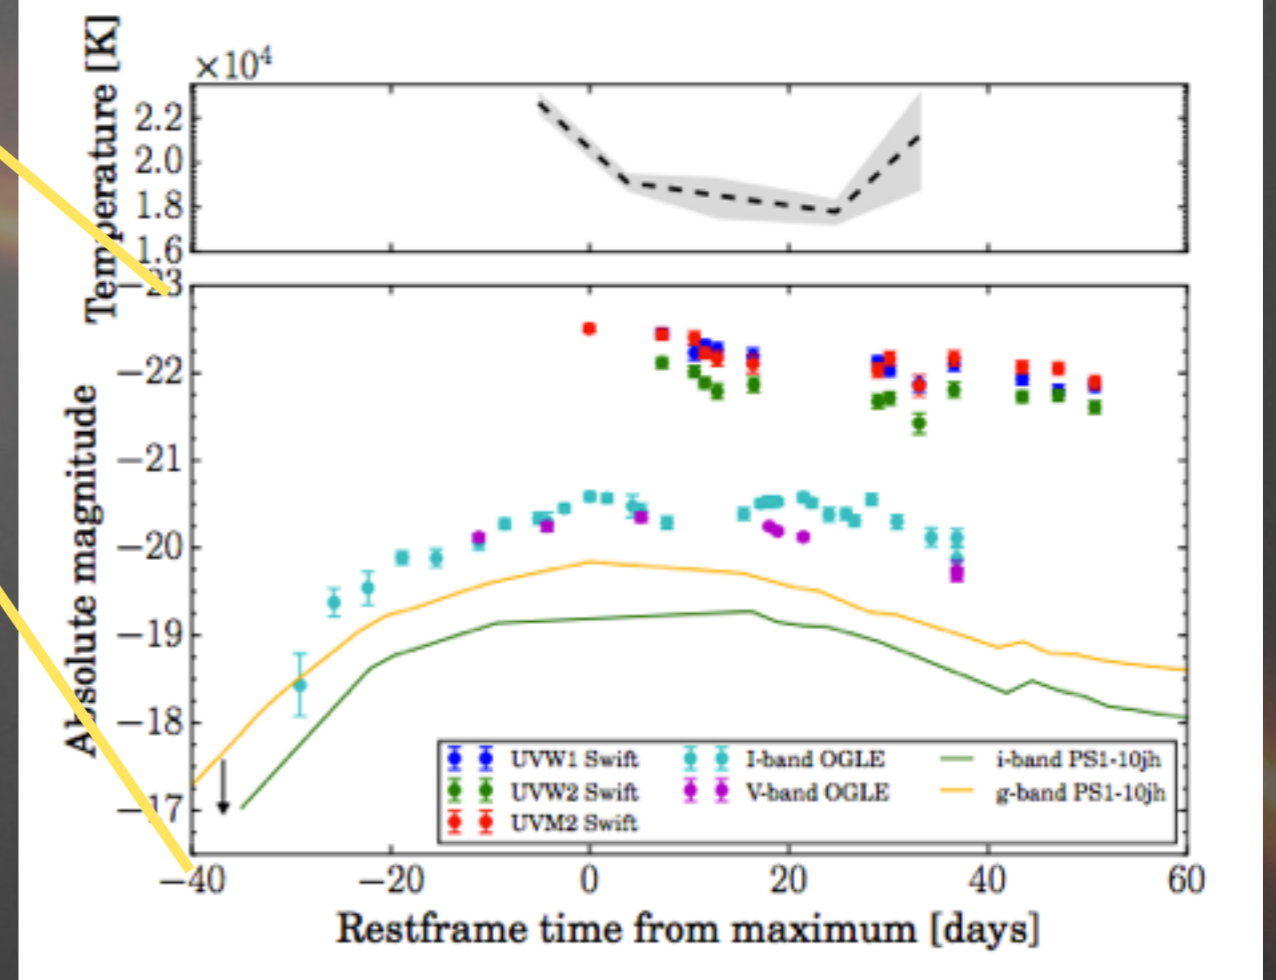 ×10⁴
Temperature [K]
2.2
2.0
1.8
1.6
−23
−22
−21
−20
−19
−18
−17
Absolute magnitude
UVW1 Swift
UVW2 Swift
UVM2 Swift
I-band OGLE
V-band OGLE
i-band PS1-10jh
g-band PS1-10jh
−40 −20 0 20 40 60
Restframe time from maximum [days]